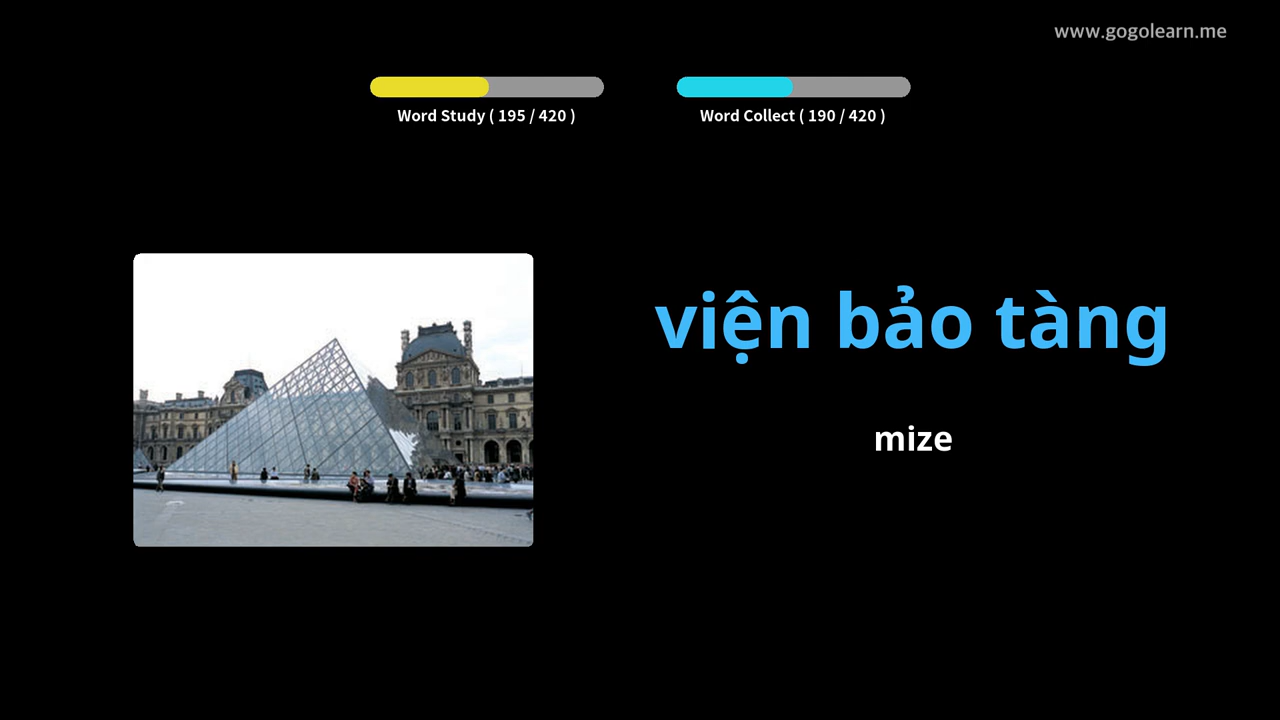 www.gogolearn.me
Word Study ( 195 / 420 )
Word Collect ( 190 / 420 )
viện bảo tàng
mize